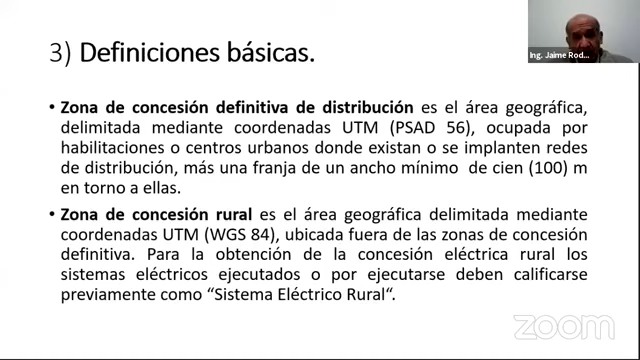 3) Definiciones básicas.
• Zona de concesión definitiva de distribución es el área geográfica,
delimitada mediante coordenadas UTM (PSAD 56), ocupada por
habilitaciones o centros urbanos donde existan o se implanten redes
de distribución, más una franja de un ancho mínimo de cien (100) m
en torno a ellas.
• Zona de concesión rural es el área geográfica delimitada mediante
coordenadas UTM (WGS 84), ubicada fuera de las zonas de concesión
definitiva. Para la obtención de la concesión eléctrica rural los
sistemas eléctricos ejecutados o por ejecutarse deben calificarse
previamente como “Sistema Eléctrico Rural“.
Ing. Jaime Rod...
zoom